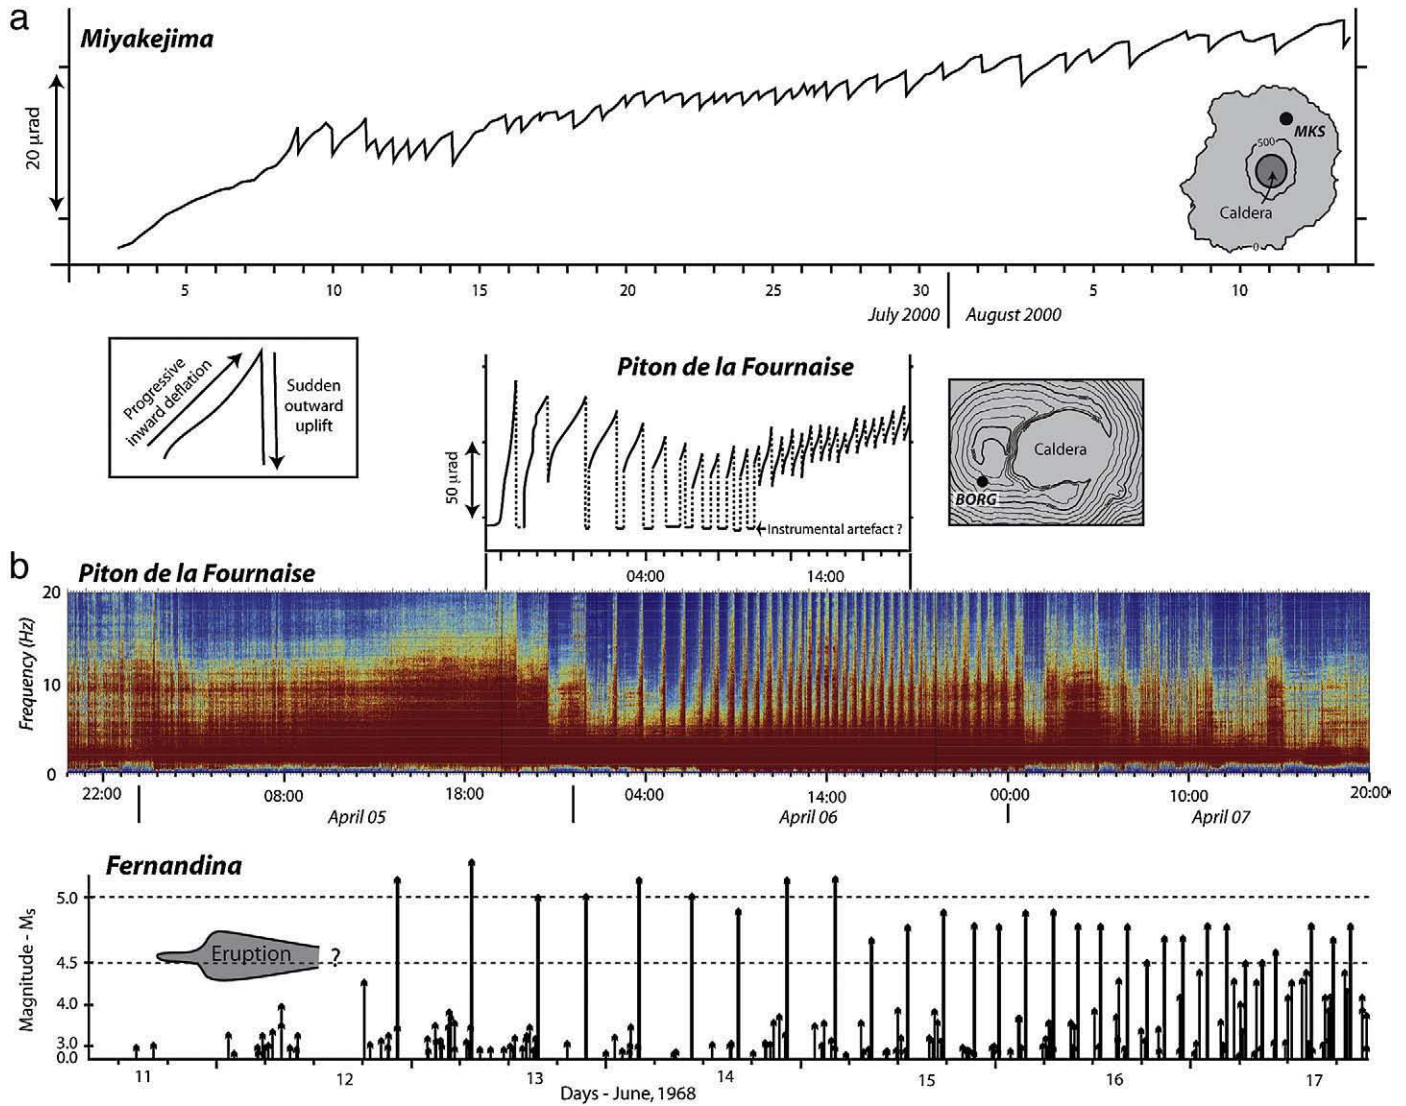 a
Miyakejima
20 µrad
MKS
500
Caldera
0
5
10
15
20
25
30
5
10
July 2000
August 2000
Progressive
inward deflation
Sudden
outward
uplift
Piton de la Fournaise
50 µrad
Instrumental artefact ?
04:00
14:00
Caldera
BORG
b
Piton de la Fournaise
Frequency (Hz)
20
10
0
22:00
08:00
18:00
04:00
14:00
00:00
10:00
20:00
April 05
April 06
April 07
Fernandina
Magnitude - Ms
5.0
4.5
4.0
3.0
0.0
Eruption
?
11
12
13
14
15
16
17
Days - June, 1968